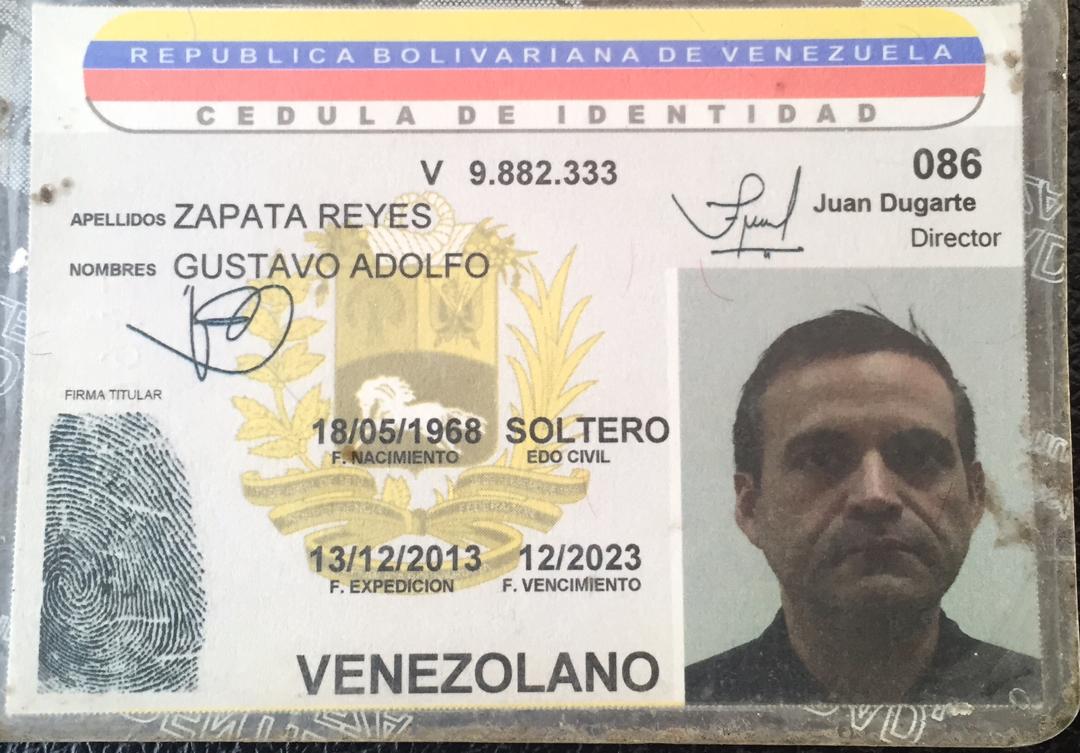 REPUBLICA BOLIVARIANA DE VENEZUELA
CEDULA DE IDENTIDAD
V 9.882.333
086
Juan Dugarte
Director
APELLIDOS ZAPATA REYES
NOMBRES GUSTAVO ADOLFO
FIRMA TITULAR
18/05/1968 SOLTERO
F. NACIMIENTO EDO CIVIL
13/12/2013 12/2023
F. EXPEDICION F. VENCIMIENTO
VENEZOLANO